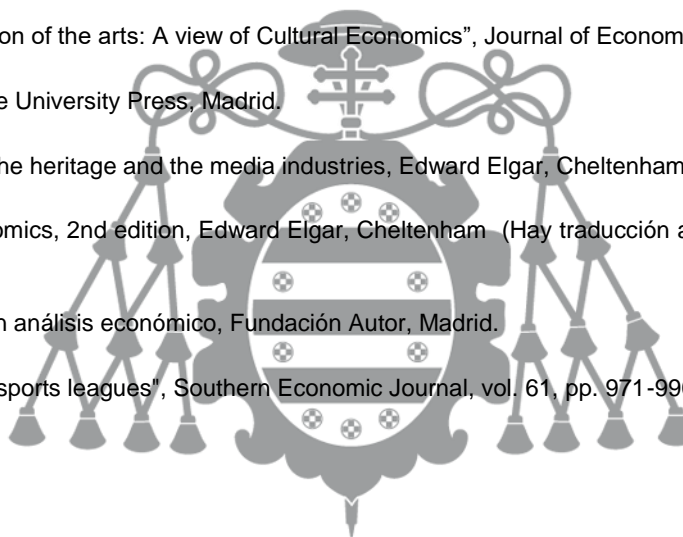 on of the arts: A view of Cultural Economics”, Journal of Econom
e University Press, Madrid.
he heritage and the media industries, Edward Elgar, Cheltenham
omics, 2nd edition, Edward Elgar, Cheltenham (Hay traducción a
n análisis económico, Fundación Autor, Madrid.
sports leagues", Southern Economic Journal, vol. 61, pp. 971-990